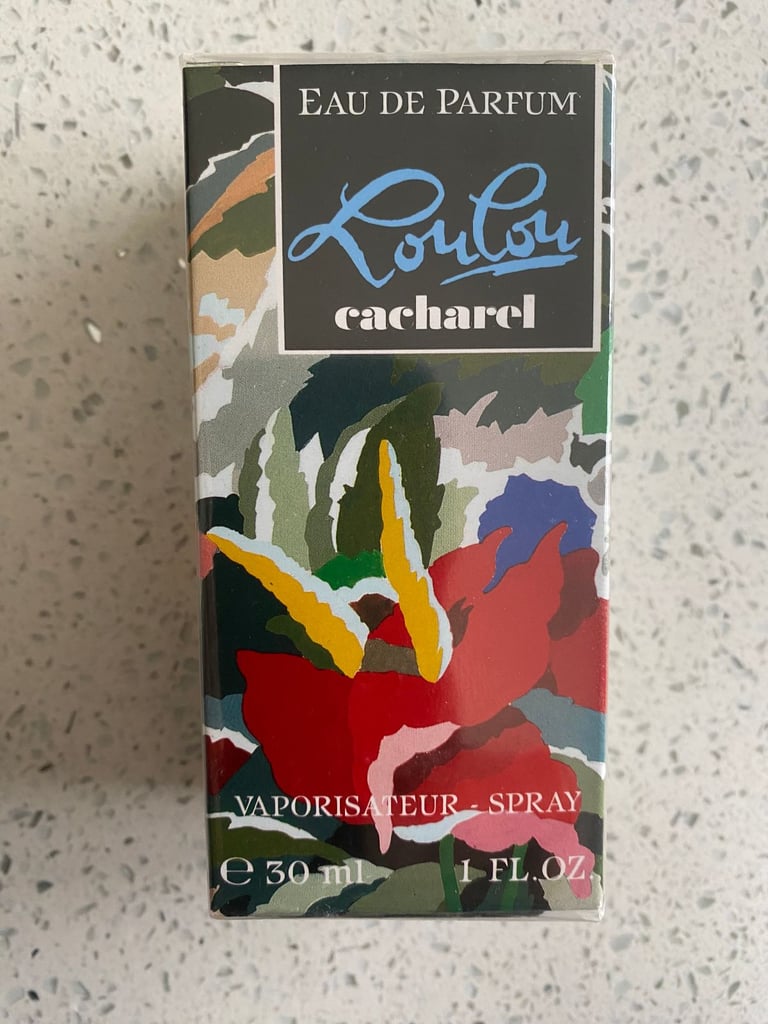 EAU DE PARFUM
LouLou
cacharel
VAPORISATEUR - SPRAY
℮ 30 ml 1 FL.OZ